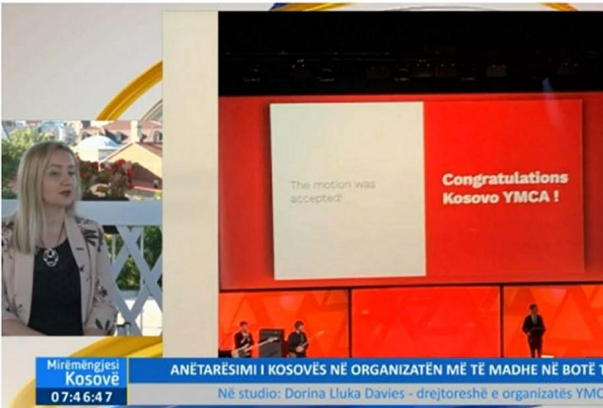 The motion was
accepted!
Congratulations
Kosovo YMCA !
Mirëmëngjesi
Kosovë
07:46:47
ANËTARËSIMI I KOSOVËS NË ORGANIZATËN MË TË MADHE NË BOTË
Në studio: Dorina Lluka Davies - drejtoreshë e organizatës YMC